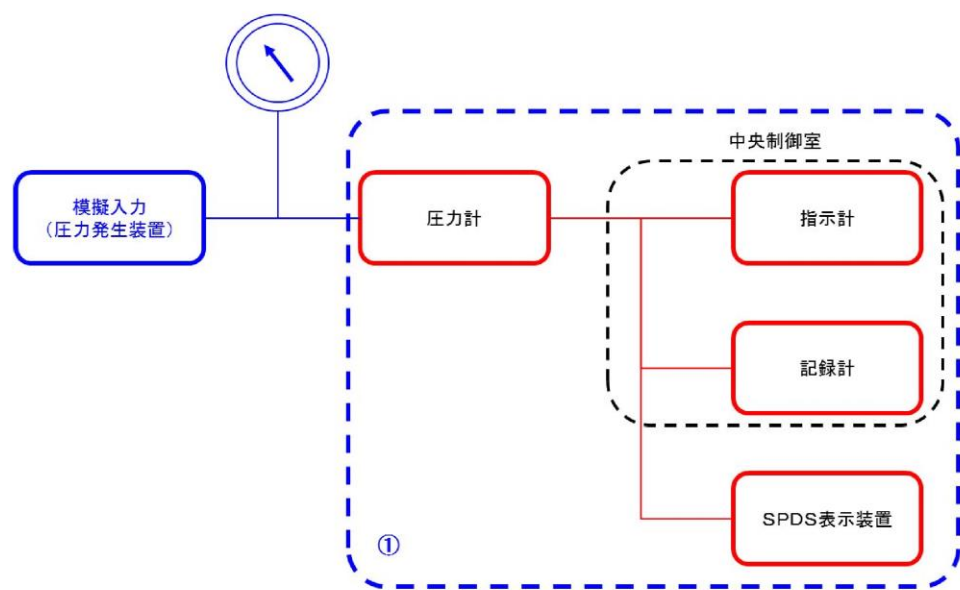 中央制御室
模擬入力
（圧力発生装置）
圧力計
指示計
記録計
SPDS表示装置
①